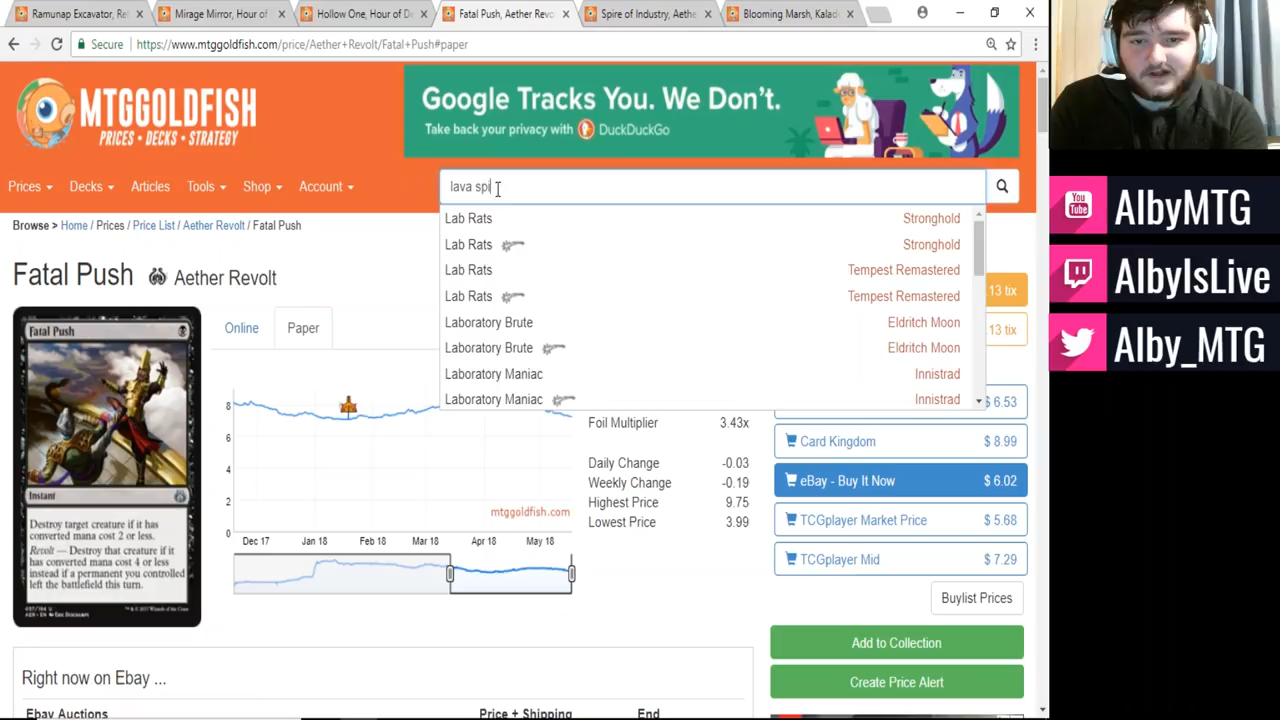 Ramunap Excavator, Rel
Mirage Mirror, Hour of
Hollow One, Hour of De
Fatal Push, Aether Revo
Spire of Industry, Aethe
Blooming Marsh, Kalade
Secure https://www.mtggoldfish.com/price/Aether+Revolt/Fatal+Push#paper
MTGGOLDFISH
PRICES • DECKS • STRATEGY
Google Tracks You. We Don't.
Take back your privacy with DuckDuckGo
Prices Decks Articles Tools Shop Account
lava spi
Browse : Home / Prices / Price List / Aether Revolt / Fatal Push
Lab Rats Stronghold
Lab Rats Stronghold
Lab Rats Tempest Remastered
Lab Rats Tempest Remastered
Laboratory Brute Eldritch Moon
Laboratory Brute Eldritch Moon
Laboratory Maniac Innistrad
Laboratory Maniac Innistrad
Fatal Push Aether Revolt
13 tix
13 tix
Online Paper
Fatal Push
Instant
Destroy target creature if it has
converted mana cost 2 or less.
Revolt — Destroy that creature if it
has converted mana cost 4 or less
instead if a permanent you controlled
left the battlefield this turn.
8
6
4
2
0
mtggoldfish.com
Dec 17 Jan 18 Feb 18 Mar 18 Apr 18 May 18
Foil Multiplier 3.43x
Daily Change -0.03
Weekly Change -0.19
Highest Price 9.75
Lowest Price 3.99
$ 6.53
Card Kingdom $ 8.99
eBay - Buy It Now $ 6.02
TCGplayer Market Price $ 5.68
TCGplayer Mid $ 7.29
Buylist Prices
Add to Collection
Create Price Alert
Right now on Ebay ...
Ebay Auctions Price + Shipping End
You Tube AlbyMTG
AlbyIsLive
Alby_MTG